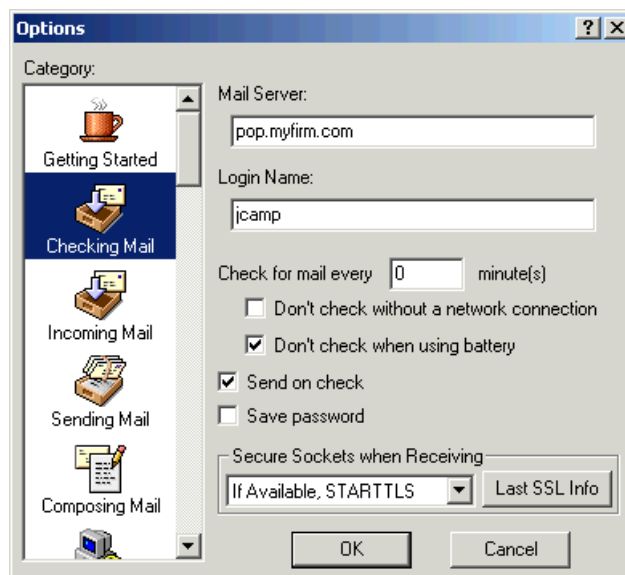 Options
Category:
Getting Started
Checking Mail
Incoming Mail
Sending Mail
Composing Mail
Mail Server:
pop.myfirm.com
Login Name:
jcamp
Check for mail every 0 minute(s)
Don't check without a network connection
Don't check when using battery
Send on check
Save password
Secure Sockets when Receiving
If Available, STARTTLS
Last SSL Info
OK
Cancel